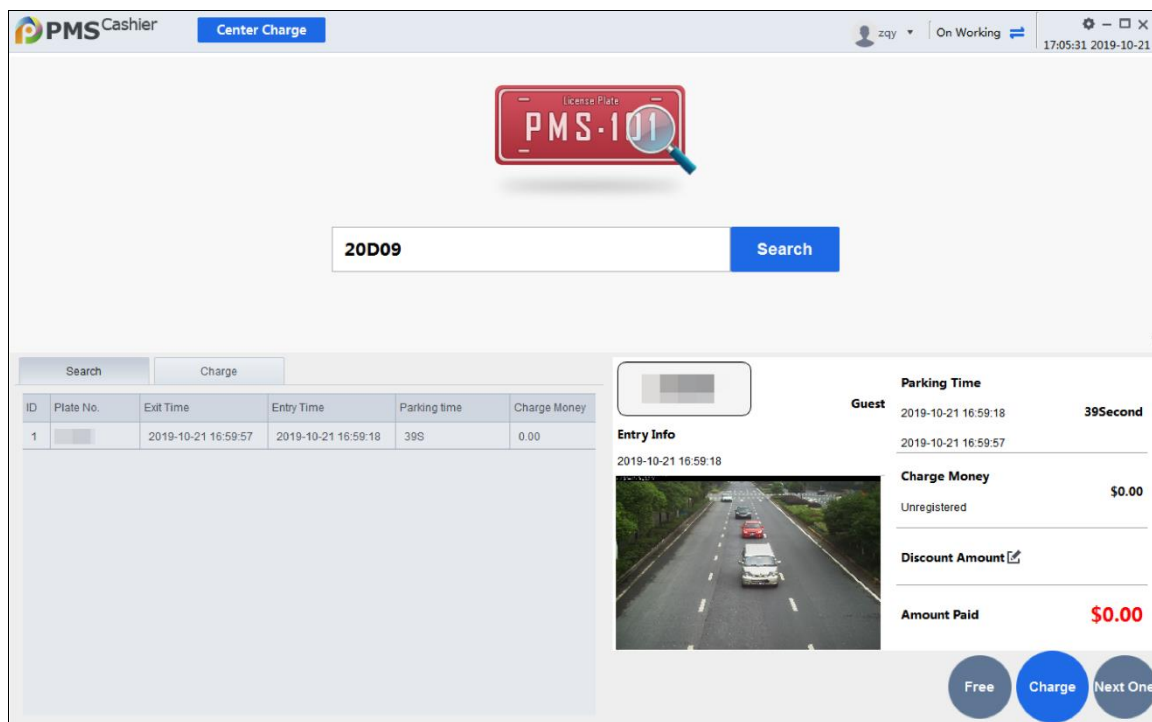 PMS Cashier
Center Charge
zqy
On Working
17:05:31 2019-10-21
License Plate
PMS·101
20D09
Search
Search
Charge
ID Plate No. Exit Time Entry Time Parking time Charge Money
1 2019-10-21 16:59:57 2019-10-21 16:59:18 39S 0.00
Guest
Entry Info
2019-10-21 16:59:18
Parking Time
2019-10-21 16:59:18 39Second
2019-10-21 16:59:57
Charge Money
$0.00
Unregistered
Discount Amount
Amount Paid $0.00
Free
Charge
Next One